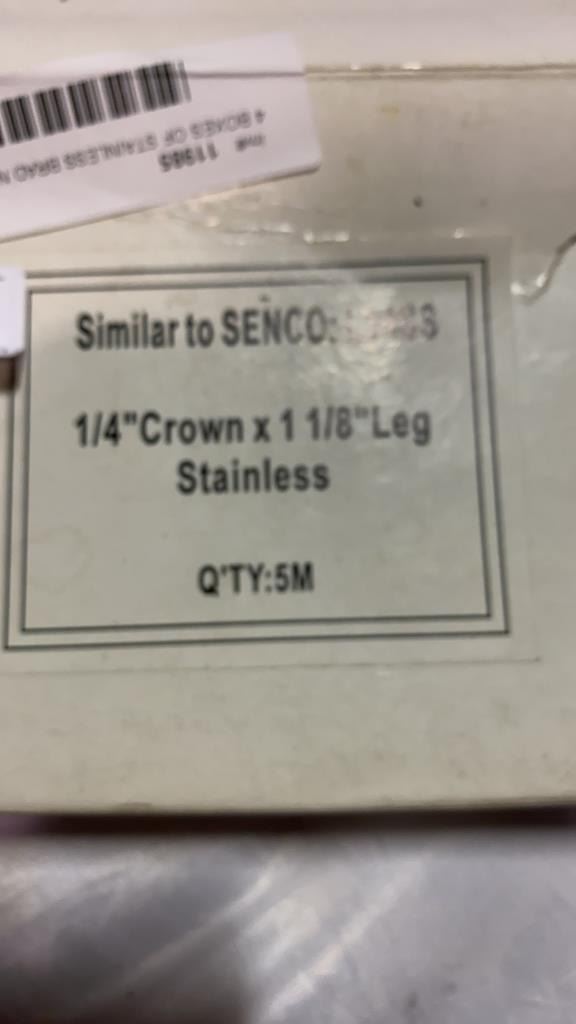 inv# 11985
4 BOXES OF STAINLESS BRAD
Similar to SENCO:
1/4"Crown x 1 1/8"Leg
Stainless
Q'TY:5M